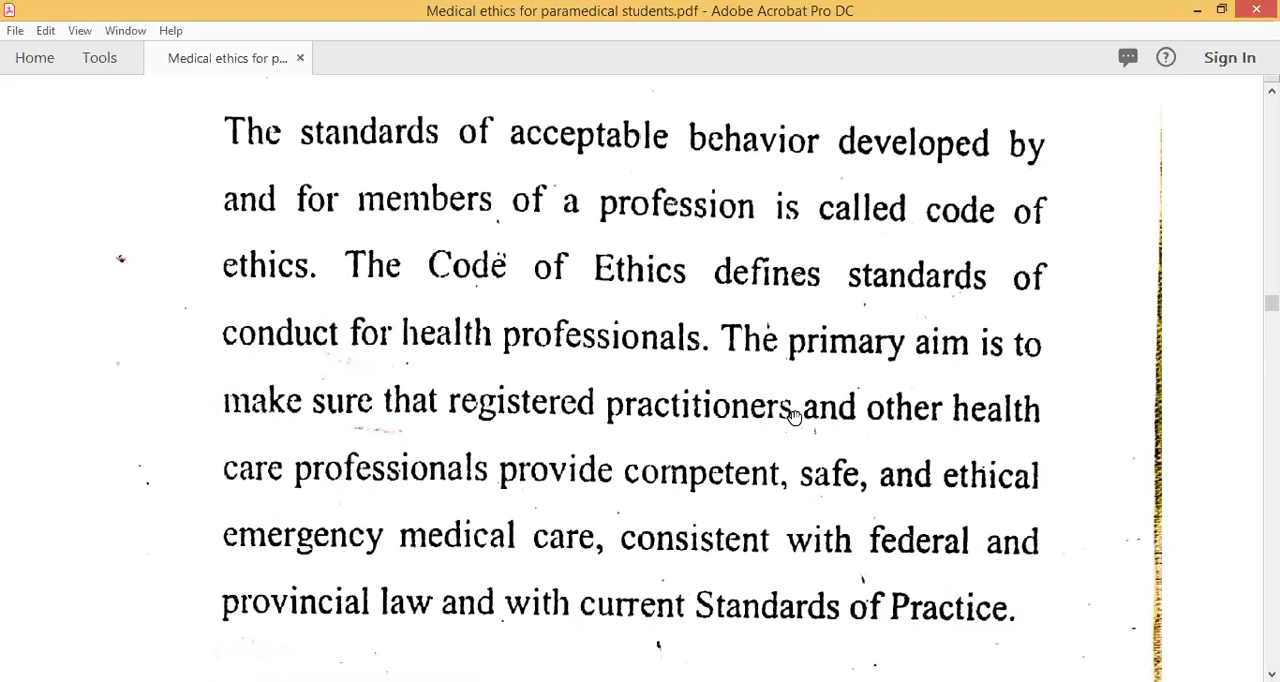 Medical ethics for paramedical students.pdf - Adobe Acrobat Pro DC
File Edit View Window Help
Home Tools Medical ethics for p... × Sign In
The standards of acceptable behavior developed by
and for members of a profession is called code of
ethics. The Code of Ethics defines standards of
conduct for health professionals. The primary aim is to
make sure that registered practitioners and other health
care professionals provide competent, safe, and ethical
emergency medical care, consistent with federal and
provincial law and with current Standards of Practice.